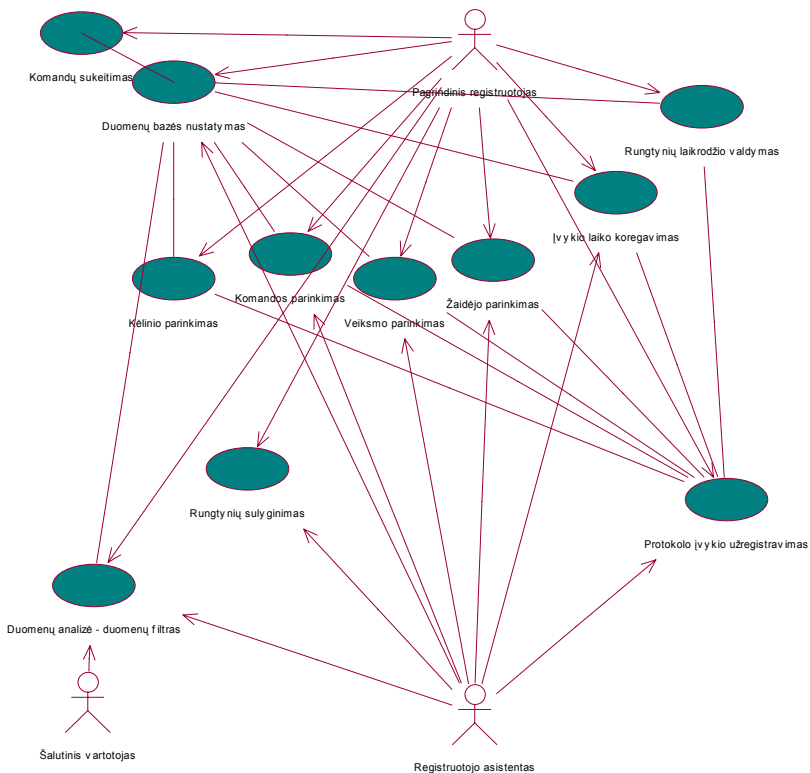 Komandų sukeitimas
Pagrindinis registruotojas
Duomenų bazės nustatymas
Rungtynių laikrodžio valdymas
Įvykio laiko koregavimas
Komandos parinkimas
Žaidėjo parinkimas
Kėlinio parinkimas
Veiksmo parinkimas
Rungtynių sulyginimas
Protokolo įvykio užregistravimas
Duomenų analizė - duomenų filtras
Šalutinis vartotojas
Registruotojo asistentas